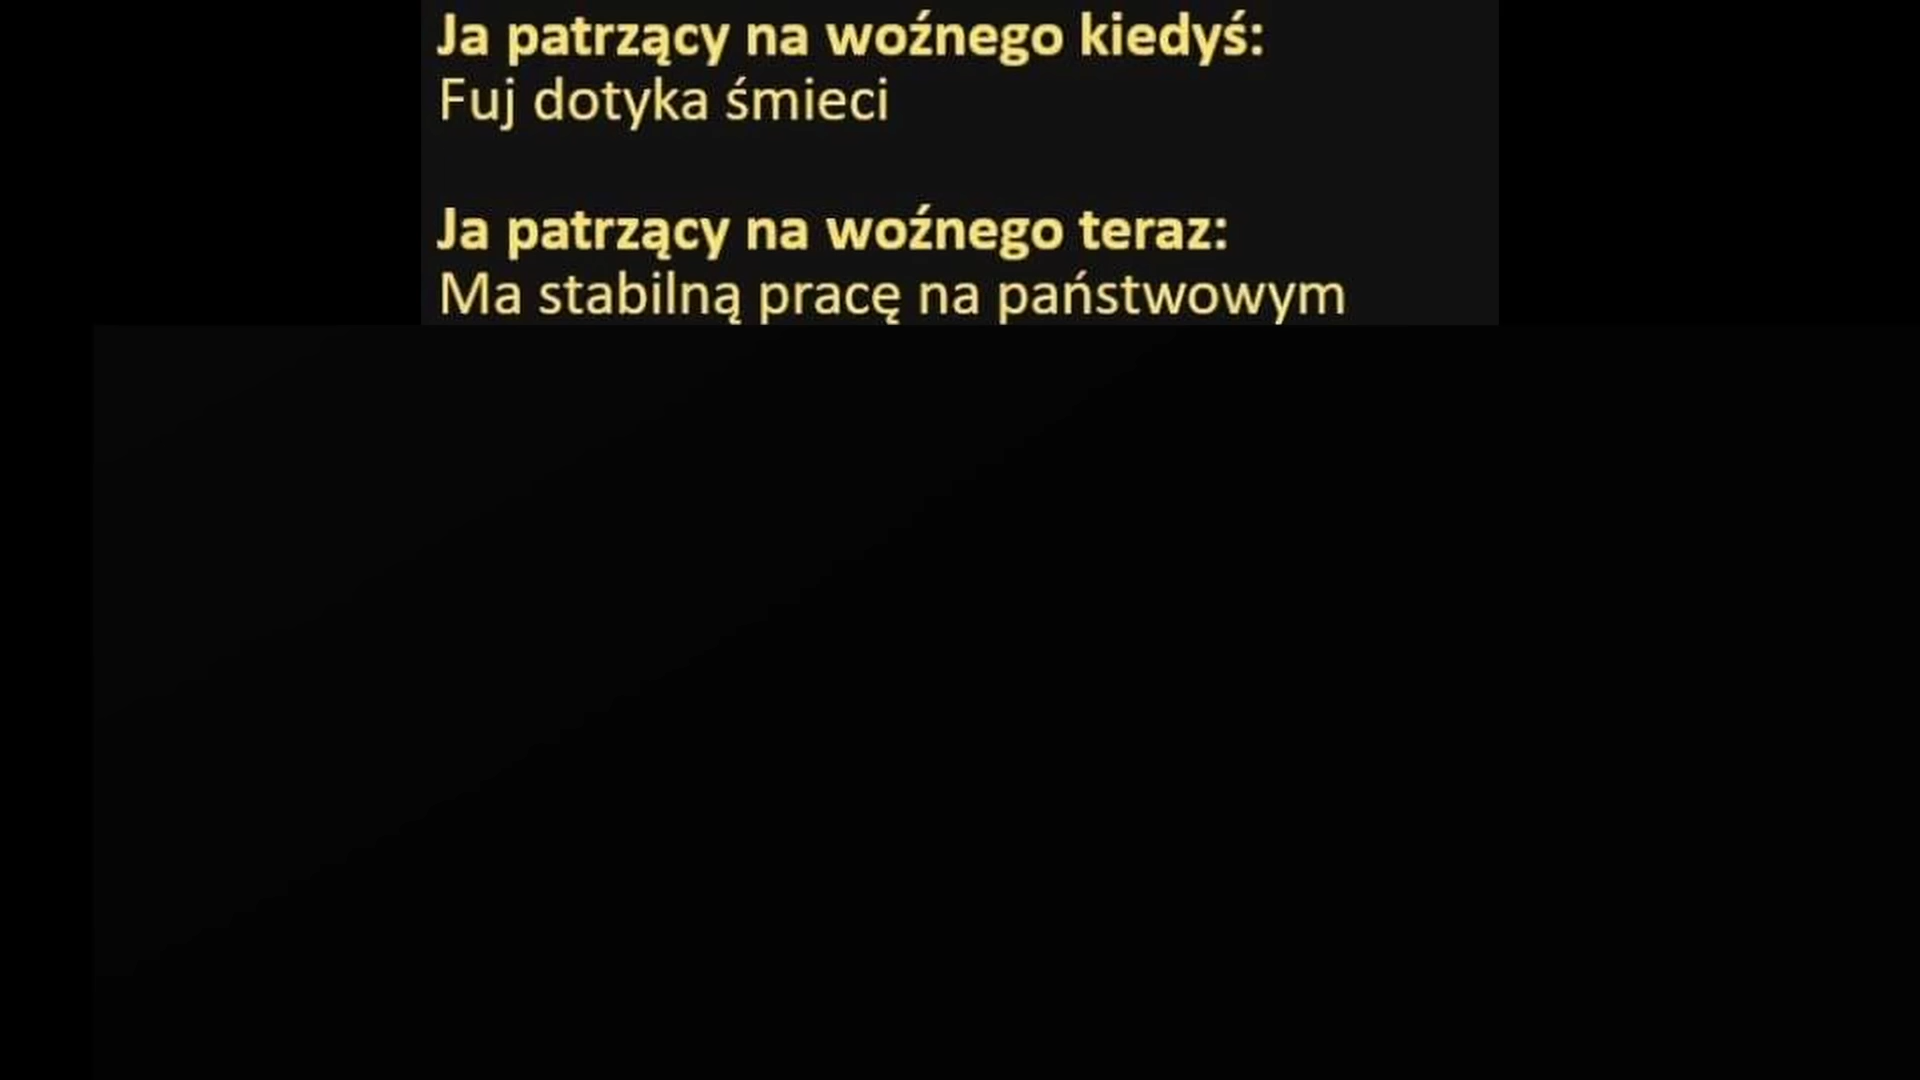 Ja patrzący na woźnego kiedyś:
Fuj dotyka śmieci
Ja patrzący na woźnego teraz:
Ma stabilną pracę na państwowym